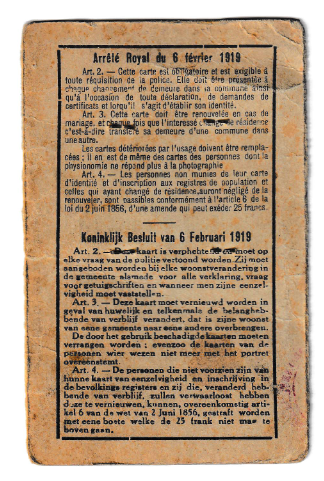 Arrêté Royal du 6 février 1919
Art. 2. — Cette carte est obligatoire et est exigible à
toute réquisition de la police. Elle doit être présentée à
chaque changement de demeure dans la commune ainsi
qu'à l'occasion de toute déclaration, de demandes de
certificats et lorqu'il s'agit d'établir son identité.
Art. 3. Cette carte doit être renouvelée en cas de
mariage, et chaque fois que l'intéressé change de résidence
c'est-à-dire transfère sa demeure d'une commune dans
une autre.
Les cartes détériorées par l'usage doivent être rempla-
cées ; il en est de même des cartes des personnes dont la
physionomie ne répond plus à la photographie
Art. 4. — Les personnes non munies de leur carte
d'identité et d'inscription aux registres de population et
celles qui ayant changé de résidence, auront négligé de la
renouveler, sont passibles conformément à l'article 6 de la
loi du 2 juin 1856, d'une amende qui peut excéder 25 francs.
Koninklijk Besluit van 6 Februari 1919
Art. 2. — Deze kaart is verplichtend en moet op
elke vraag van de politie vertoond worden. Zij moet
aangeboden worden bij elke woonstverandering in
de gemeente alsmede voor alle verklaring, vraag
voor getuigschriften en wanneer men zijne eenzel-
vigheid moet vaststellen.
Art. 3. — Deze kaart moet vernieuwd worden in
geval van huwelijk en telkenmale de belangheb-
bende van verblijf verandert, dat is zijne woonst
van eene gemeente naar eene andere overbrengen.
De door het gebruik beschadigde kaarten moeten
verrangen worden ; evenzoo de kaarten van de
personen wier wezen niet meer met het portret
overeenstemt.
Art. 4. — De personen die niet voorzien zijn van
hunne kaart van eenzelvigheid en inschrijving in
de bevolkings registers en zij die, veranderd heb-
bende van verblijf, zullen verwaarloost hebben
deze te vernieuwen, kunnen, overeenkomstig arti-
kel 6 van de wet van 2 Juni 1856, gestraft worden
met eene boete welke de 25 frank niet mag te
boven gaan.